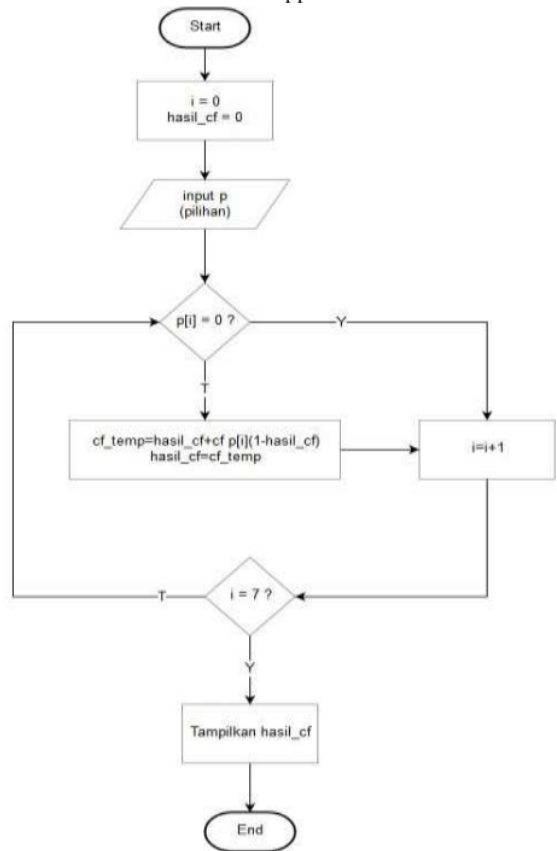 Start
i = 0
hasil_cf = 0
input p
(pilihan)
p[i] = 0 ?
Y
T
cf_temp=hasil_cf+cf p[i](1-hasil_cf)
hasil_cf=cf_temp
i=i+1
i = 7 ?
T
Y
Tampilkan hasil_cf
End